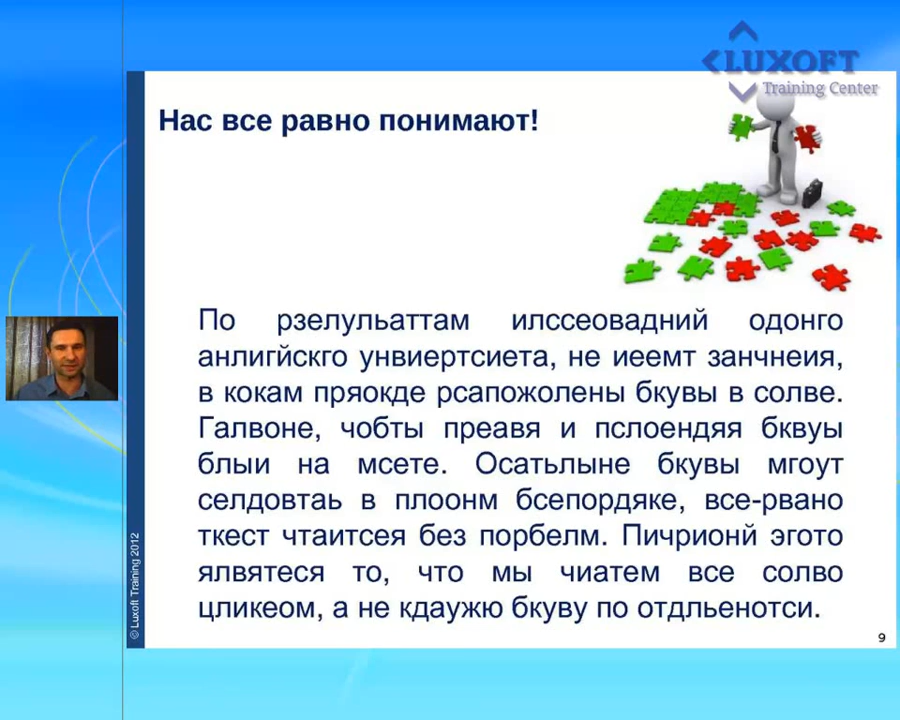 LUXOFT
Training Center
Нас все равно понимают!
По рзелульаттам илссеовадний одонго
анлигйскго унвиертсиета, не иеемт занчнеия,
в кокам пряокде рсапожолены бкувы в солве.
Галвоне, чобты преавя и пслоендяя бквуы
блыи на мсете. Осатьлыне бкувы мгоут
селдовтаь в плоонм бсепордяке, все-рвано
ткест чтаитсея без порбелм. Пичрионй эгото
ялвятеся то, что мы чиатем все солво
цликеом, а не кдаужю бкуву по отдльенотси.
© Luxoft Training 2012
9